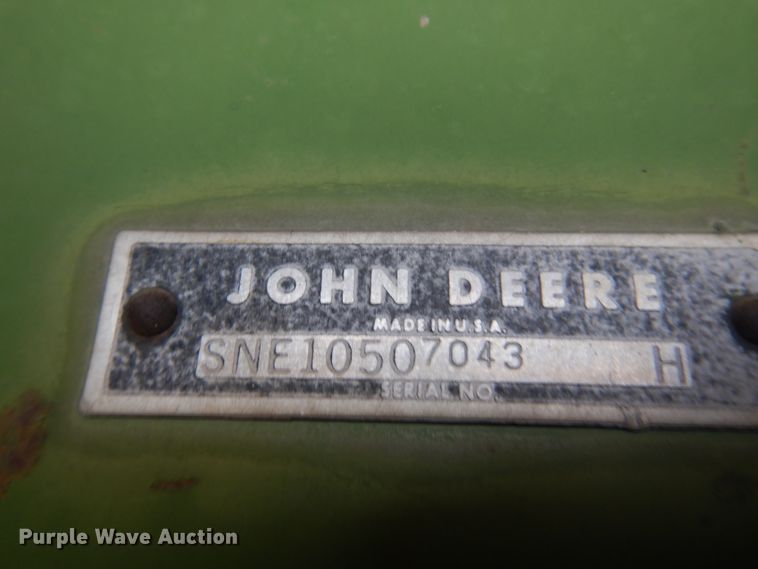 JOHN DEERE
MADE IN U.S.A.
SNE10507043 H
SERIAL NO.
Purple Wave Auction